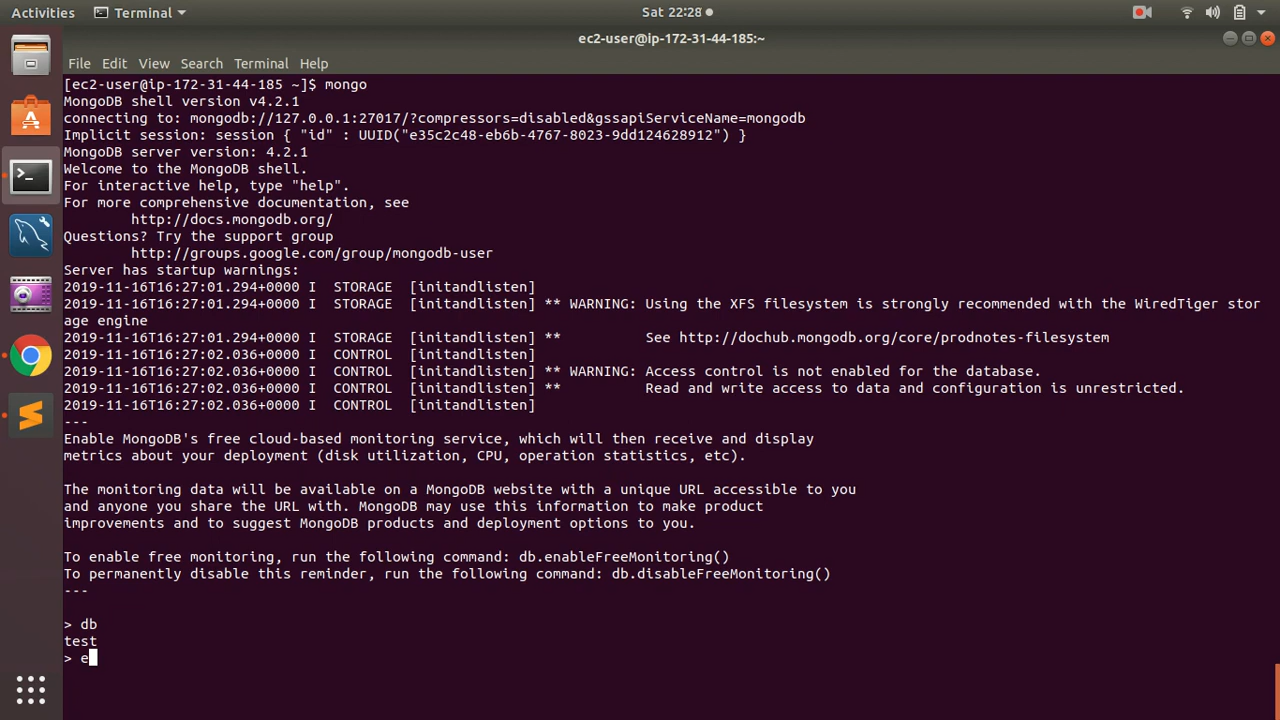 Activities
Terminal
Sat 22:28
ec2-user@ip-172-31-44-185:~
File Edit View Search Terminal Help
[ec2-user@ip-172-31-44-185 ~]$ mongo
MongoDB shell version v4.2.1
connecting to: mongodb://127.0.0.1:27017/?compressors=disabled&gssapiServiceName=mongodb
Implicit session: session { "id" : UUID("e35c2c48-eb6b-4767-8023-9dd124628912") }
MongoDB server version: 4.2.1
Welcome to the MongoDB shell.
For interactive help, type "help".
For more comprehensive documentation, see
http://docs.mongodb.org/
Questions? Try the support group
http://groups.google.com/group/mongodb-user
Server has startup warnings:
2019-11-16T16:27:01.294+0000 I  STORAGE  [initandlisten]
2019-11-16T16:27:01.294+0000 I  STORAGE  [initandlisten] ** WARNING: Using the XFS filesystem is strongly recommended with the WiredTiger stor
age engine
2019-11-16T16:27:01.294+0000 I  STORAGE  [initandlisten] **          See http://dochub.mongodb.org/core/prodnotes-filesystem
2019-11-16T16:27:02.036+0000 I  CONTROL  [initandlisten]
2019-11-16T16:27:02.036+0000 I  CONTROL  [initandlisten] ** WARNING: Access control is not enabled for the database.
2019-11-16T16:27:02.036+0000 I  CONTROL  [initandlisten] **          Read and write access to data and configuration is unrestricted.
2019-11-16T16:27:02.036+0000 I  CONTROL  [initandlisten]
---
Enable MongoDB's free cloud-based monitoring service, which will then receive and display
metrics about your deployment (disk utilization, CPU, operation statistics, etc).
The monitoring data will be available on a MongoDB website with a unique URL accessible to you
and anyone you share the URL with. MongoDB may use this information to make product
improvements and to suggest MongoDB products and deployment options to you.
To enable free monitoring, run the following command: db.enableFreeMonitoring()
To permanently disable this reminder, run the following command: db.disableFreeMonitoring()
---
> db
test
> e